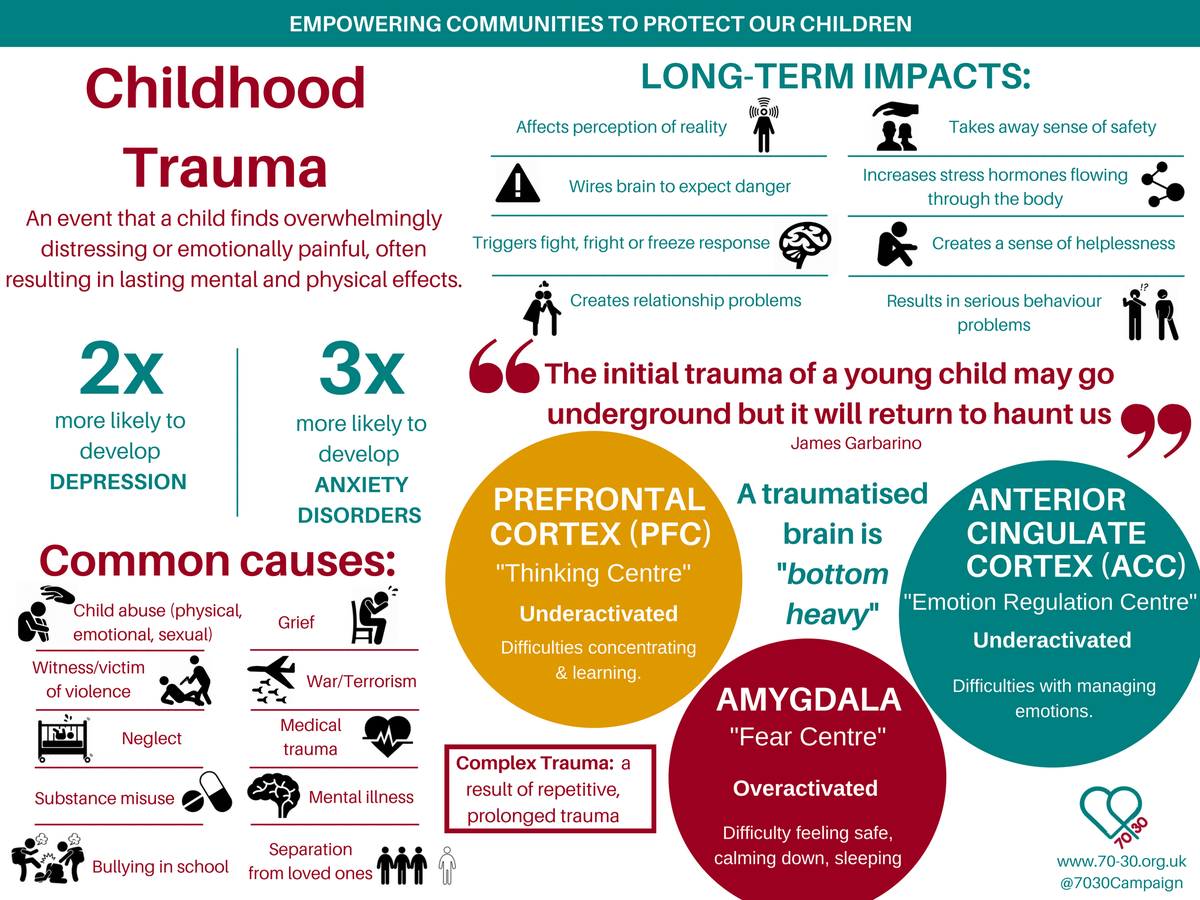 EMPOWERING COMMUNITIES TO PROTECT OUR CHILDREN
Childhood
Trauma
An event that a child finds overwhelmingly
distressing or emotionally painful, often
resulting in lasting mental and physical effects.
2x
more likely to
develop
DEPRESSION
3x
more likely to
develop
ANXIETY
DISORDERS
Common causes:
Child abuse (physical,
emotional, sexual)
Grief
Witness/victim
of violence
War/Terrorism
Neglect
Medical
trauma
Substance misuse
Mental illness
Bullying in school
Separation
from loved ones
LONG-TERM IMPACTS:
Affects perception of reality
Takes away sense of safety
Wires brain to expect danger
Increases stress hormones flowing
through the body
Triggers fight, fright or freeze response
Creates a sense of helplessness
Creates relationship problems
!?
Results in serious behaviour
problems
“The initial trauma of a young child may go
underground but it will return to haunt us”
James Garbarino
PREFRONTAL
CORTEX (PFC)
"Thinking Centre"
Underactivated
Difficulties concentrating
& learning.
A traumatised
brain is
"bottom
heavy"
ANTERIOR
CINGULATE
CORTEX (ACC)
"Emotion Regulation Centre"
Underactivated
Difficulties with managing
emotions.
AMYGDALA
"Fear Centre"
Overactivated
Difficulty feeling safe,
calming down, sleeping
Complex Trauma: a
result of repetitive,
prolonged trauma
70/30
www.70-30.org.uk
@7030Campaign